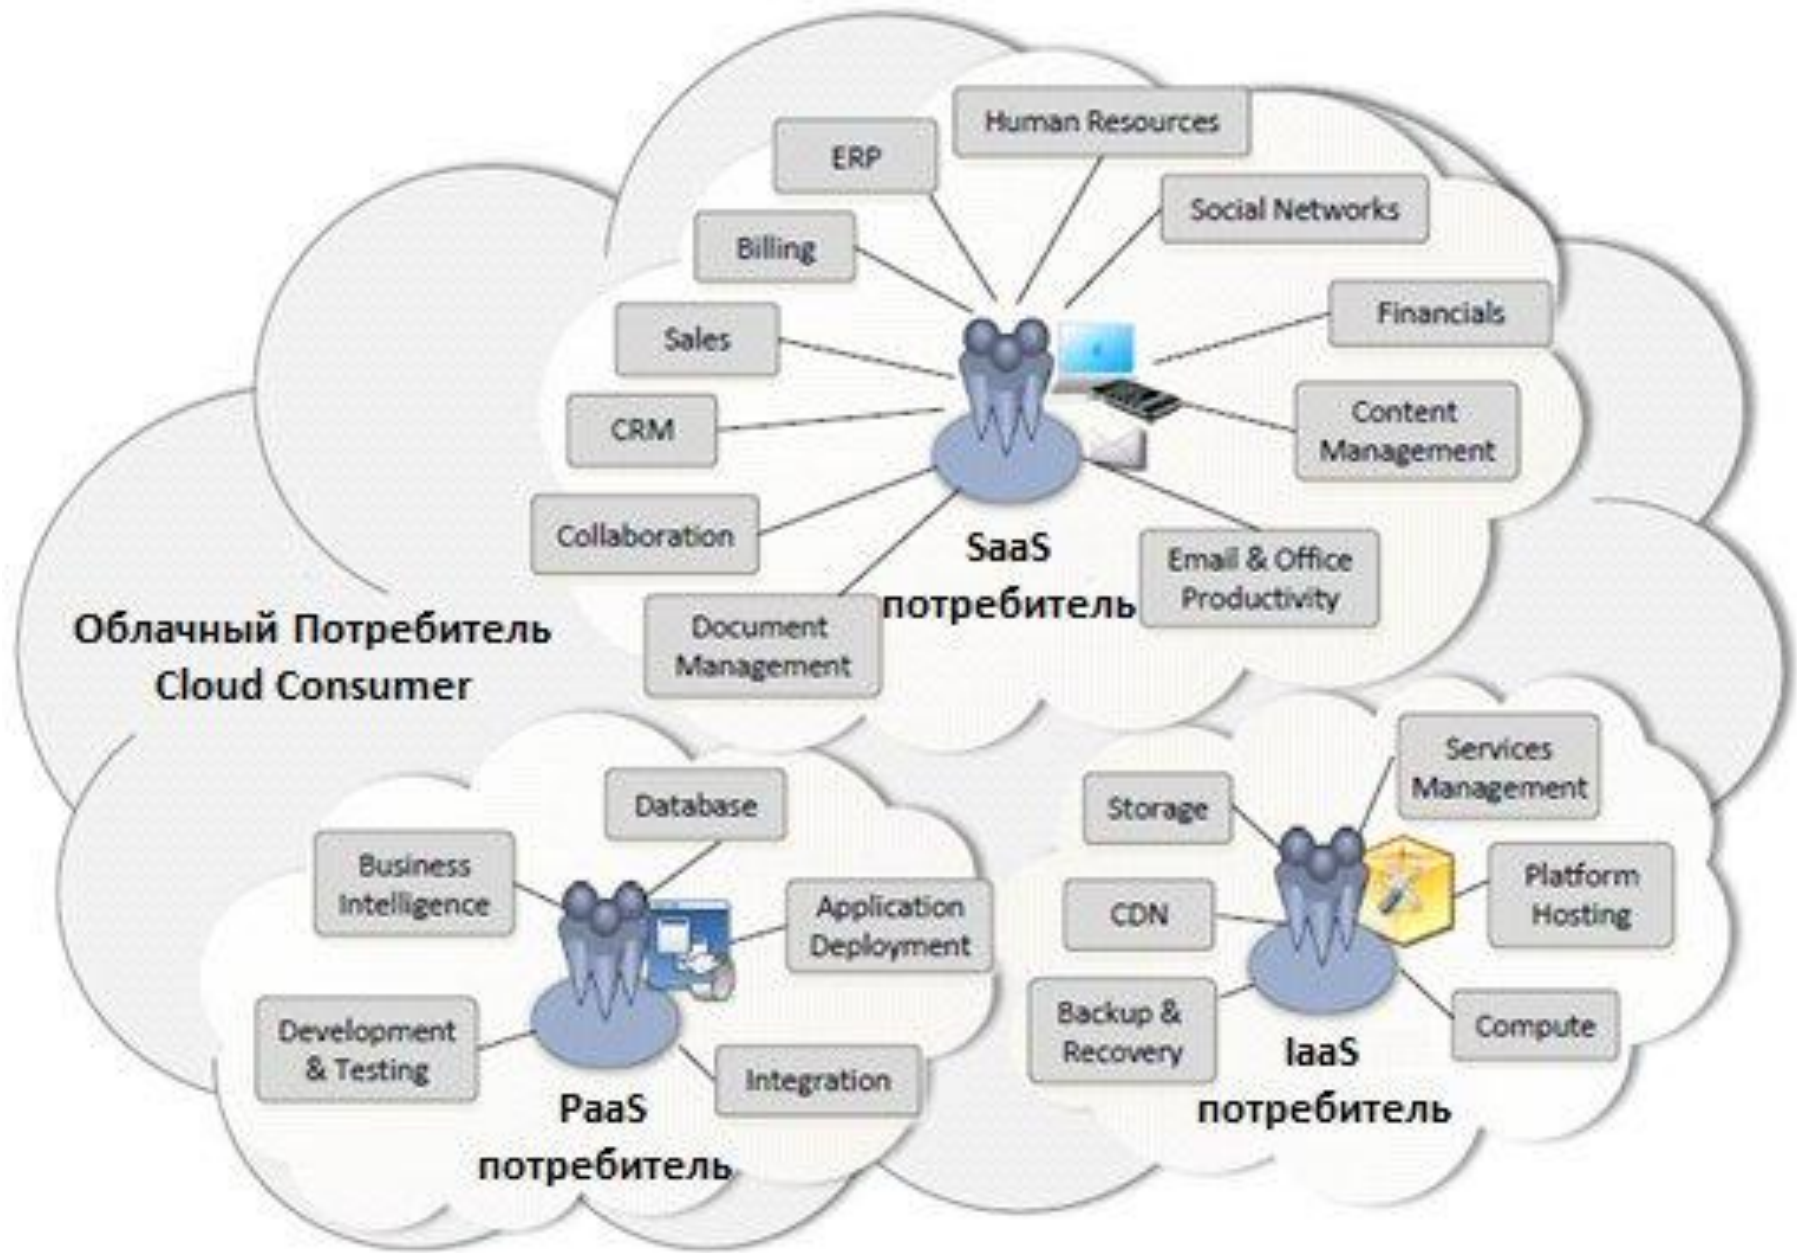 Human Resources
ERP
Social Networks
Billing
Financials
Sales
Content
Management
CRM
Collaboration
SaaS
потребитель
Email & Office
Productivity
Document
Management
Облачный Потребитель
Cloud Consumer
Database
Business
Intelligence
Application
Deployment
Development
& Testing
Integration
PaaS
потребитель
Services
Management
Storage
Platform
Hosting
CDN
Backup &
Recovery
Compute
IaaS
потребитель